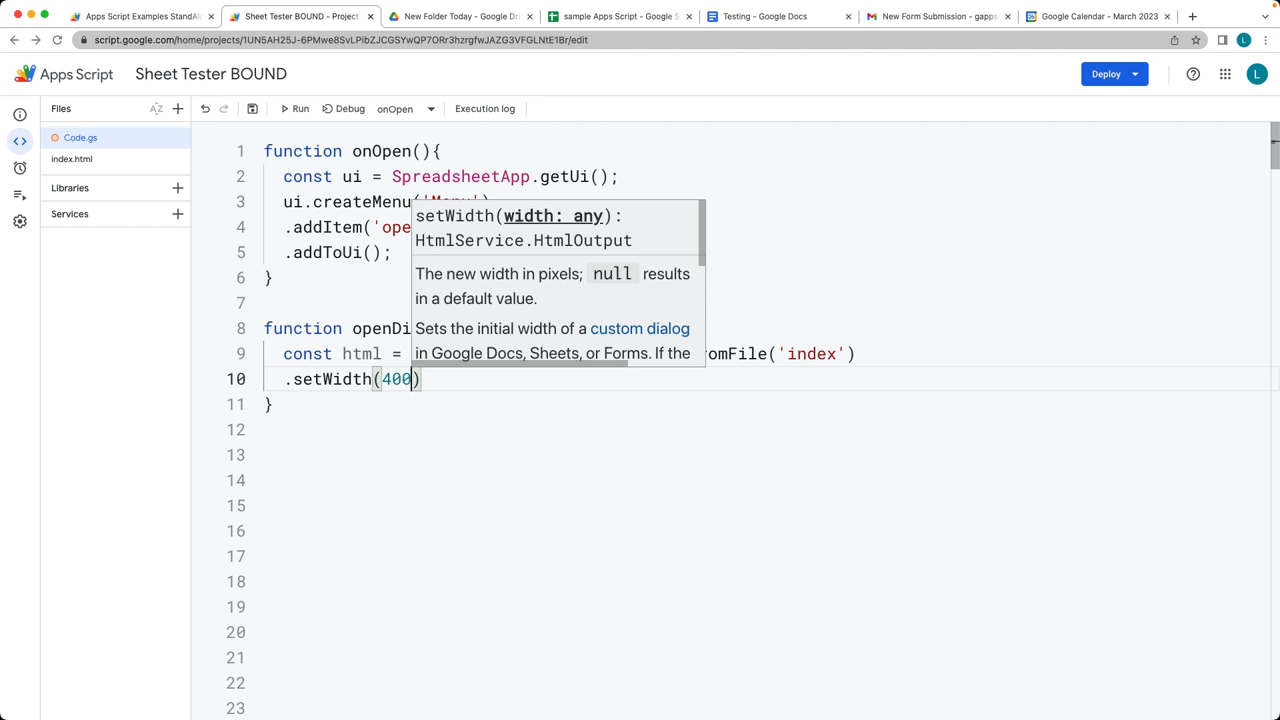 Apps Script Examples StandAl
Sheet Tester BOUND - Project
New Folder Today - Google Dri
sample Apps Script - Google S
Testing - Google Docs
New Form Submission - gapps
Google Calendar - March 2023
script.google.com/home/projects/1UN5AH25J-6PMwe8SvLPibZJCGSYwQP7ORr3hzrgfwJAZG3VFGLNtE1Br/edit
L
Apps Script
Sheet Tester BOUND
Deploy
L
Files
AZ
Run
Debug
onOpen
Execution log
Code.gs
index.html
Libraries
Services
1 function onOpen(){
2 const ui = SpreadsheetApp.getUi();
3 ui.createMenu('Menu')
4 .addItem('ope
5 .addToUi();
6 }
7
8 function openDi
9 const html = omFile('index')
10 .setWidth(400)
11 }
12
13
14
15
16
17
18
19
20
21
22
23
setWidth(width: any):
HtmlService.HtmlOutput
The new width in pixels; null results
in a default value.
Sets the initial width of a custom dialog
in Google Docs, Sheets, or Forms. If the